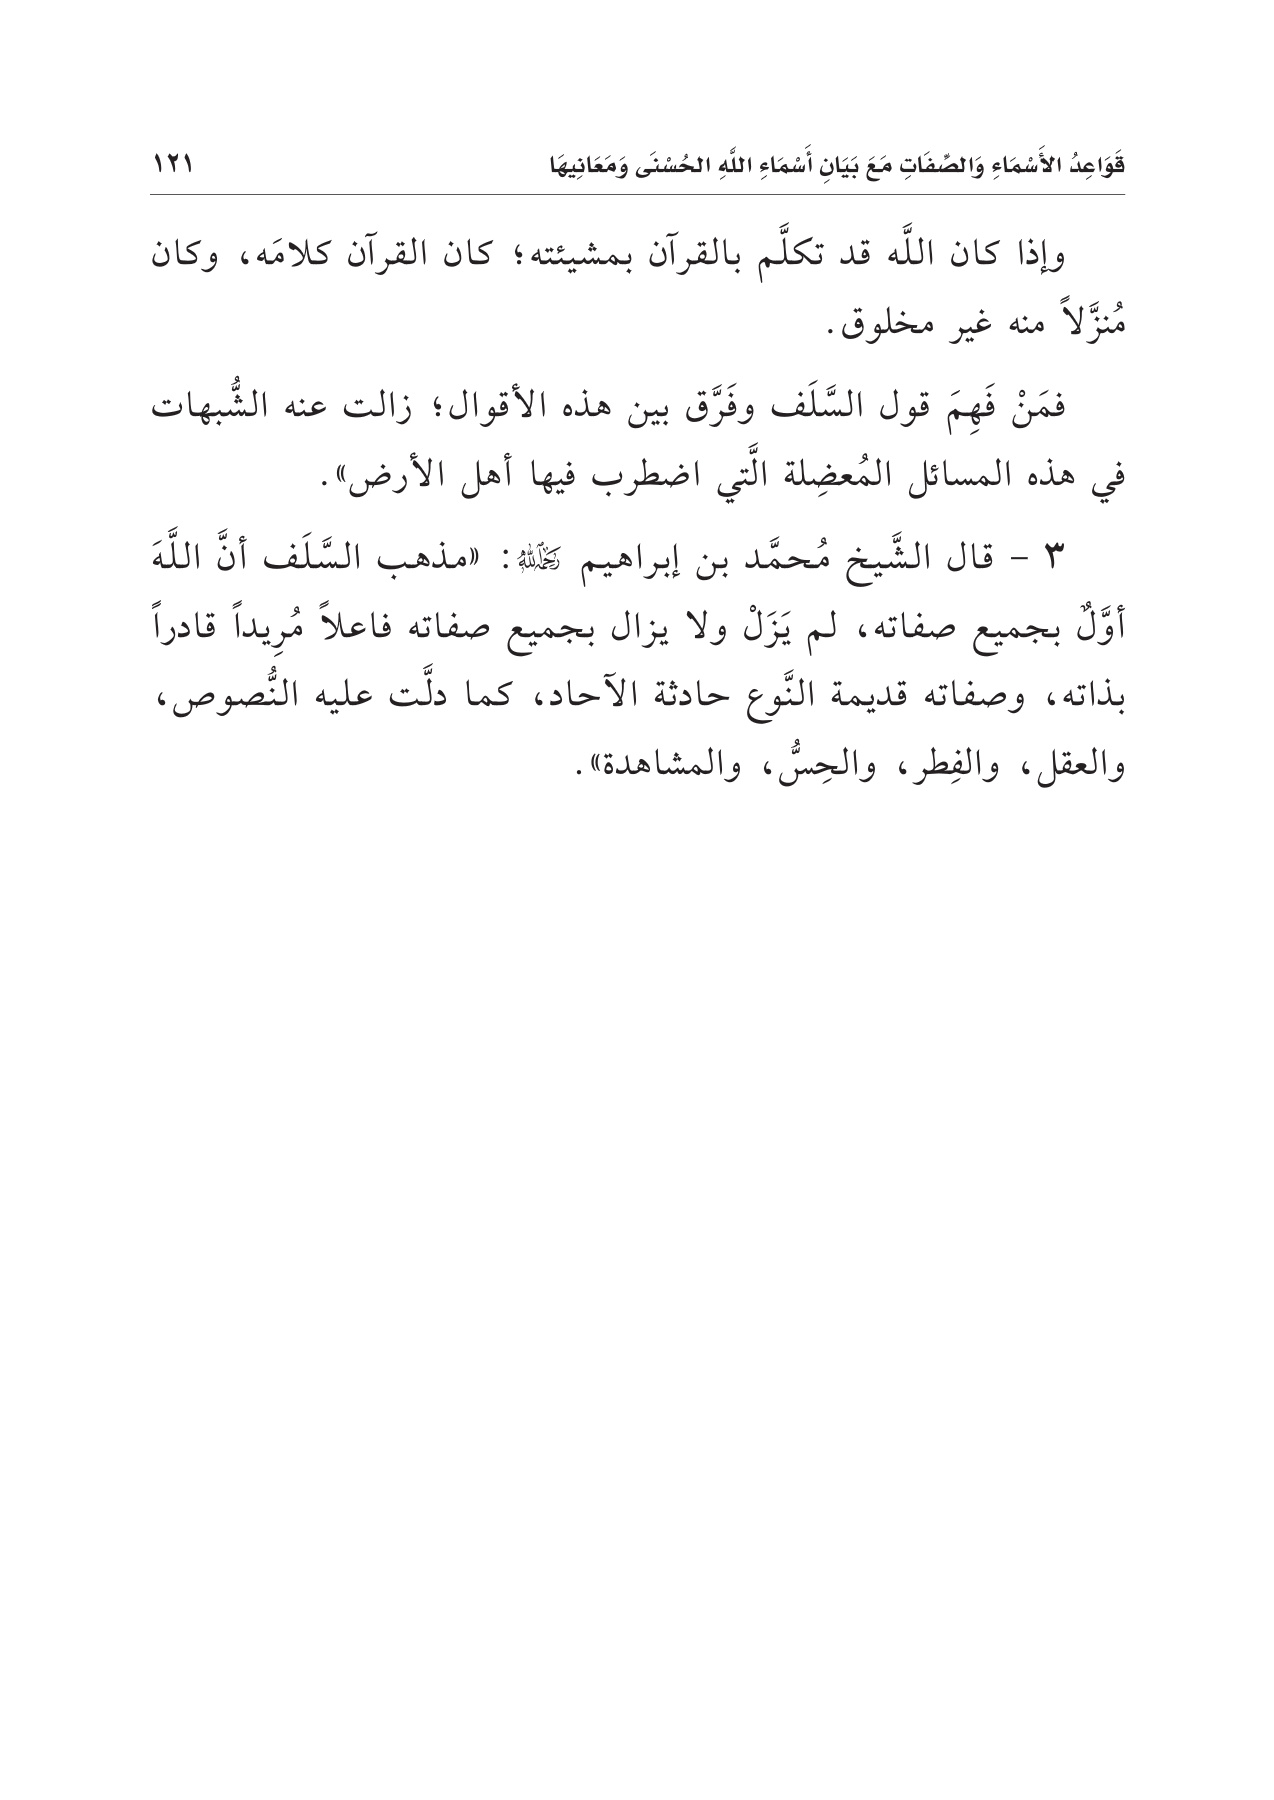 قَوَاعِدُ الأَسْمَاءِ وَالصِّفَاتِ مَعَ بَيَانِ أَسْمَاءِ اللَّهِ الحُسْنَى وَمَعَانِيهَا ١٢١
وإذا كان اللَّه قد تكلَّم بالقرآن بمشيئته؛ كان القرآن كلامَه، وكان
مُنزَّلاً منه غير مخلوق.
فمَنْ فَهِمَ قول السَّلَف وفَرَّق بين هذه الأقوال؛ زالت عنه الشُّبهات
في هذه المسائل المُعضِلة الَّتي اضطرب فيها أهل الأرض».
٣ – قال الشَّيخ مُحمَّد بن إبراهيم رَحِمَهُ اللَّهُ: «مذهب السَّلَف أنَّ اللَّهَ
أوَّلٌ بجميع صفاته، لم يَزَلْ ولا يزال بجميع صفاته فاعلاً مُرِيداً قادراً
بذاته، وصفاته قديمة النَّوع حادثة الآحاد، كما دلَّت عليه النُّصوص،
والعقل، والفِطر، والحِسُّ، والمشاهدة».